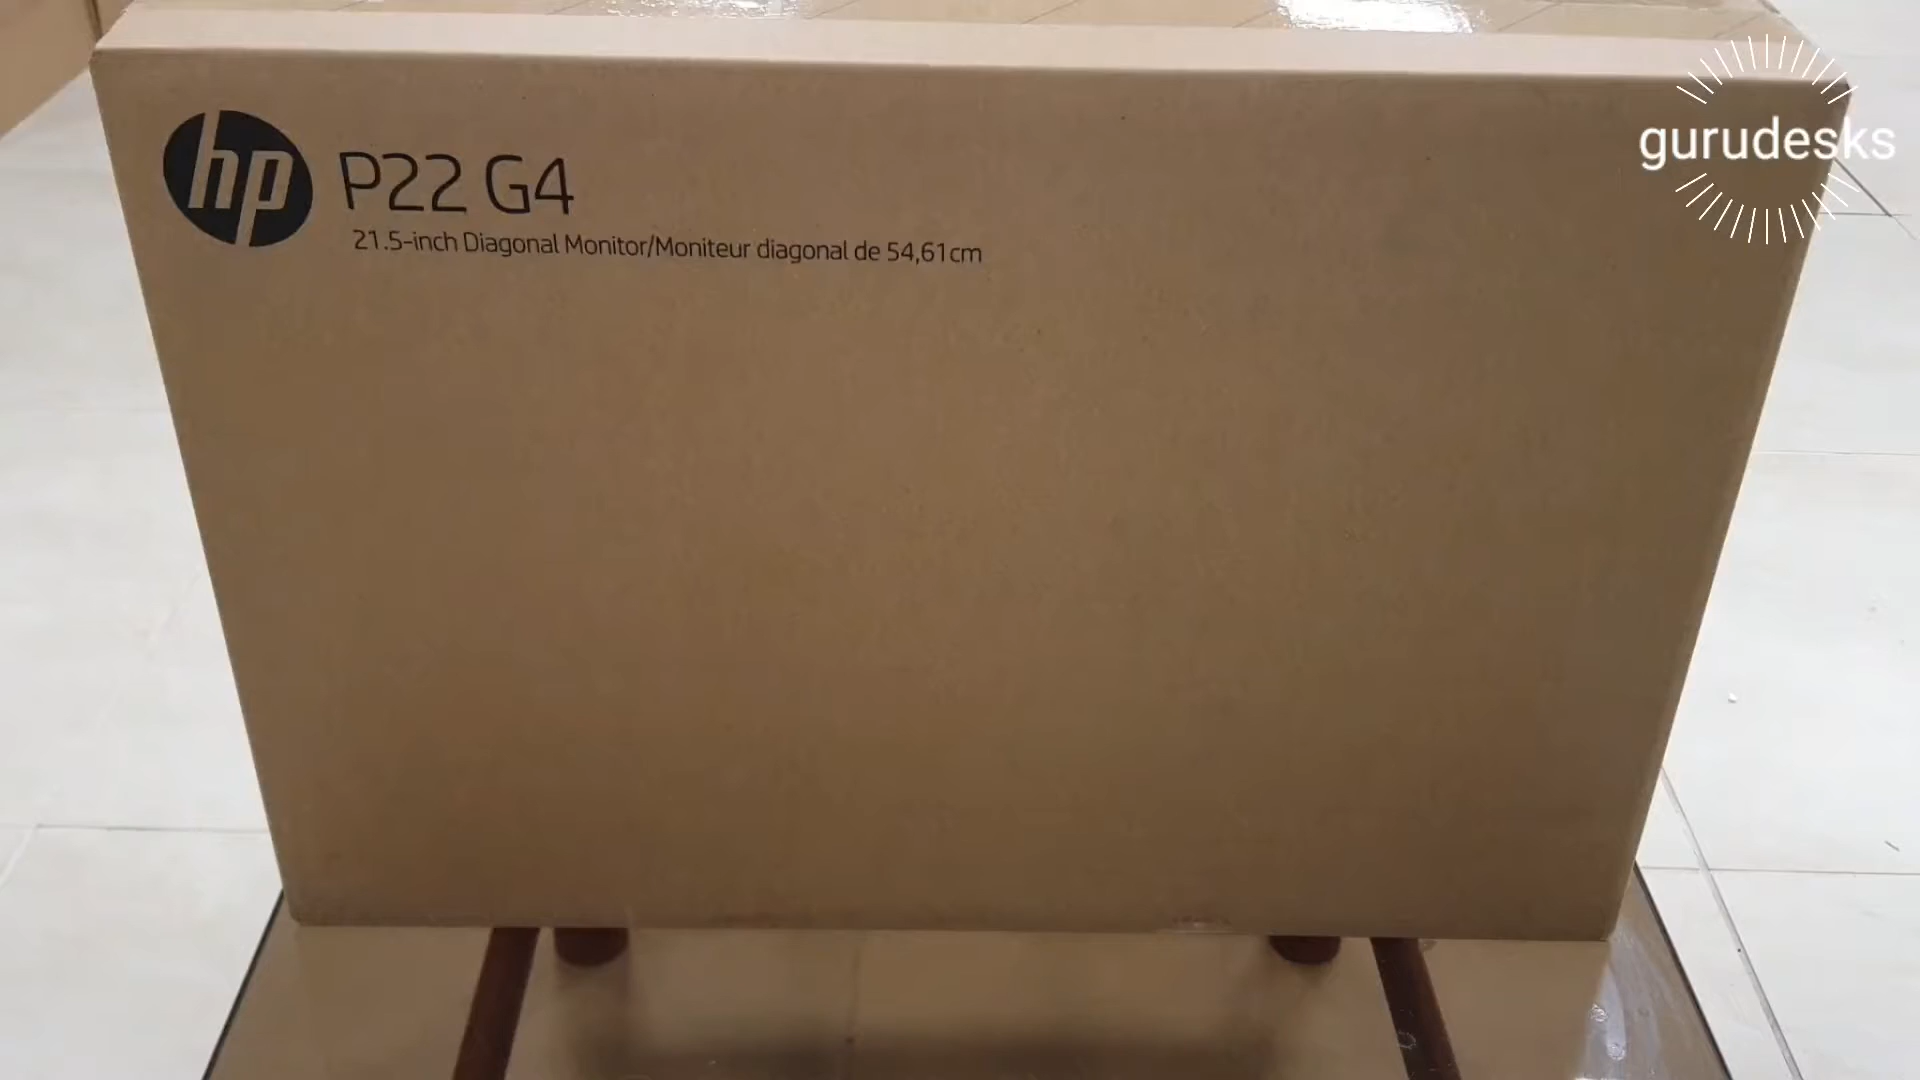 hp
P22 G4
21.5-inch Diagonal Monitor/Moniteur diagonal de 54,61cm
gurudesks